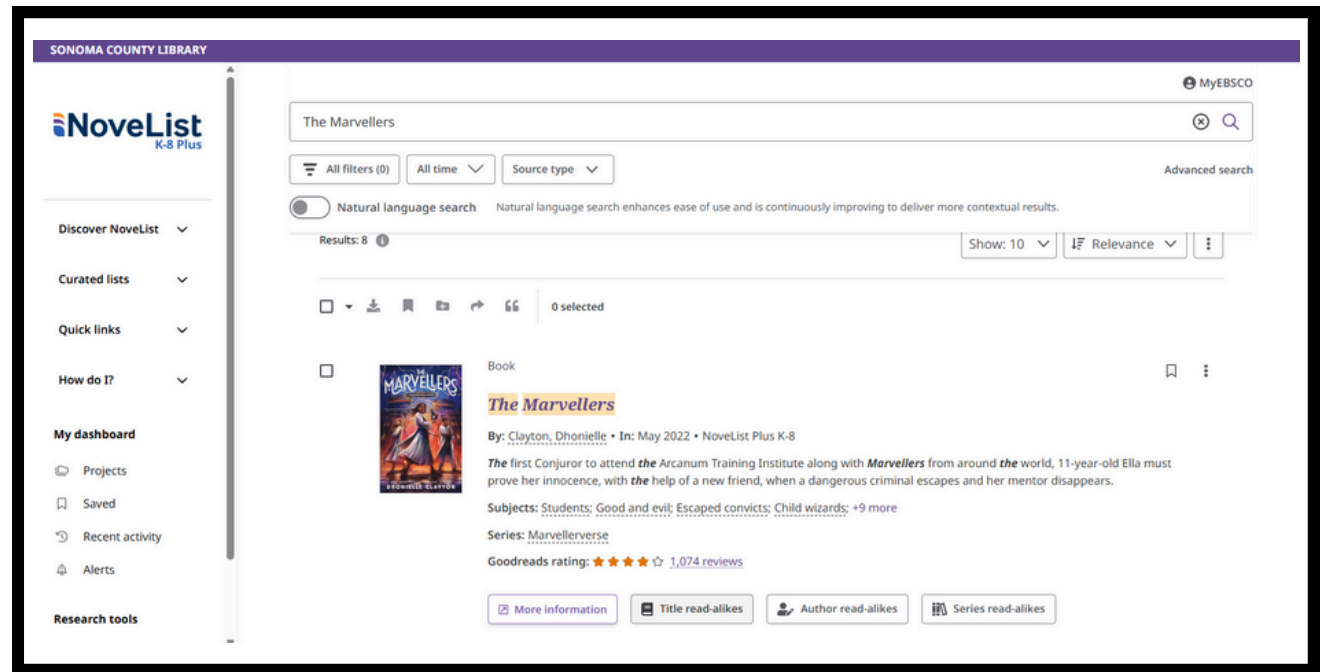 SONOMA COUNTY LIBRARY
MyEBSCO
NoveList
K-8 Plus
The Marvellers
All filters (0)
All time
Source type
Advanced search
Natural language search
Natural language search enhances ease of use and is continuously improving to deliver more contextual results.
Discover NoveList
Curated lists
Quick links
How do I?
My dashboard
Projects
Saved
Recent activity
Alerts
Research tools
Results: 8
Show: 10
Relevance
0 selected
THE
MARVELLERS
DHONIELLE CLAYTON
Book
The Marvellers
By: Clayton, Dhonielle • In: May 2022 • NoveList Plus K-8
The first Conjuror to attend the Arcanum Training Institute along with Marvellers from around the world, 11-year-old Ella must
prove her innocence, with the help of a new friend, when a dangerous criminal escapes and her mentor disappears.
Subjects: Students; Good and evil; Escaped convicts; Child wizards; +9 more
Series: Marvellerverse
Goodreads rating: 1,074 reviews
More information
Title read-alikes
Author read-alikes
Series read-alikes